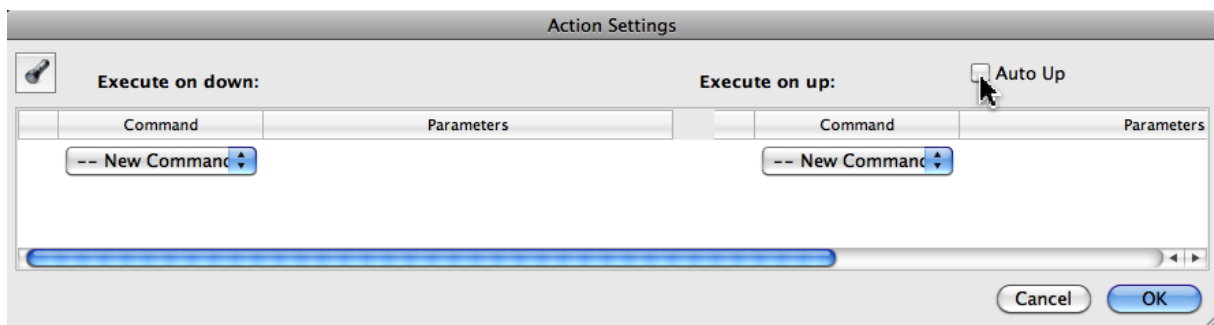 Action Settings
Execute on down: Execute on up: Auto Up
Command Parameters Command Parameters
-- New Command -- New Command
Cancel OK